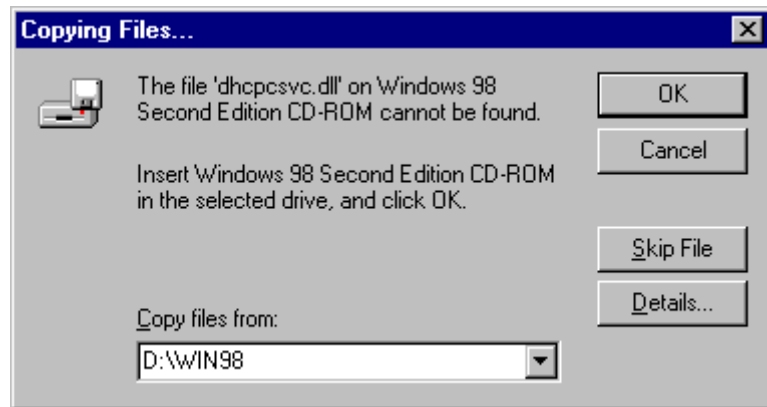 Copying Files...
The file 'dhcpcsvc.dll' on Windows 98
Second Edition CD-ROM cannot be found.
Insert Windows 98 Second Edition CD-ROM
in the selected drive, and click OK.
Copy files from:
D:\WIN98
OK
Cancel
Skip File
Details...